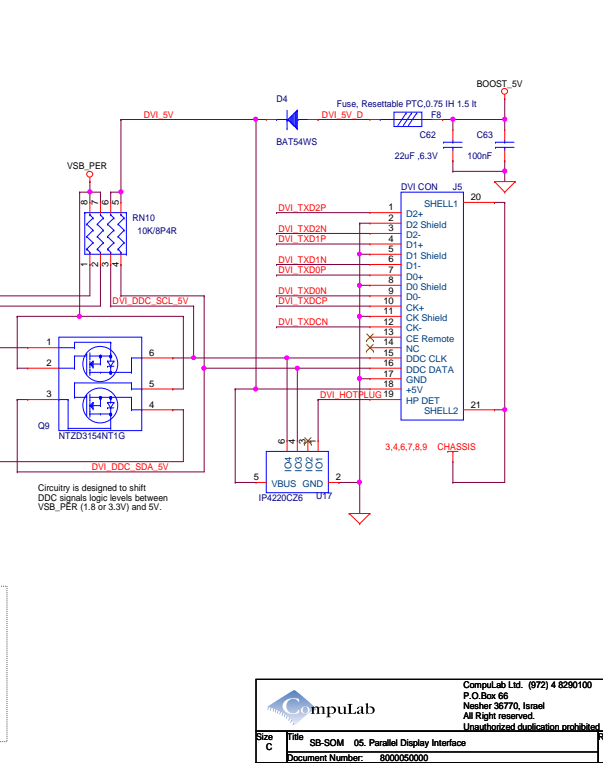 BOOST_5V
D4
Fuse, Resettable PTC,0.75 IH 1.5 It
DVI_5V
DVI_5V_D
F8
BAT54WS
C62
C63
22uF ,6.3V
100nF
VSB_PER
8
7
6
5
RN10
10K/8P4R
1
2
3
4
DVI CON
J5
SHELL1
20
DVI_TXD2P
1
D2+
2
D2 Shield
DVI_TXD2N
3
D2-
DVI_TXD1P
4
D1+
5
D1 Shield
DVI_TXD1N
6
D1-
DVI_TXD0P
7
D0+
8
D0 Shield
DVI_TXD0N
9
D0-
DVI_TXDCP
10
CK+
11
CK Shield
DVI_TXDCN
12
CK-
13
CE Remote
14
NC
15
DDC CLK
16
DDC DATA
17
GND
18
+5V
DVI_HOTPLUG
19
HP DET
SHELL2
21
DVI_DDC_SCL_5V
1
6
2
5
3
4
Q9
NTZD3154NT1G
DVI_DDC_SDA_5V
3,4,6,7,8,9
CHASSIS
6
4
3
1
IO4
IO3
IO2
IO1
5
VBUS
GND
2
IP4220CZ6
U17
Circuitry is designed to shift
DDC signals logic levels between
VSB_PER (1.8 or 3.3V) and 5V.
CompuLab
CompuLab Ltd. (972) 4 8290100
P.O.Box 66
Nesher 36770, Israel
All Right reserved.
Unauthorized duplication prohibited
Size
C
Title
SB-SOM 05. Parallel Display Interface
Document Number: 8000050000